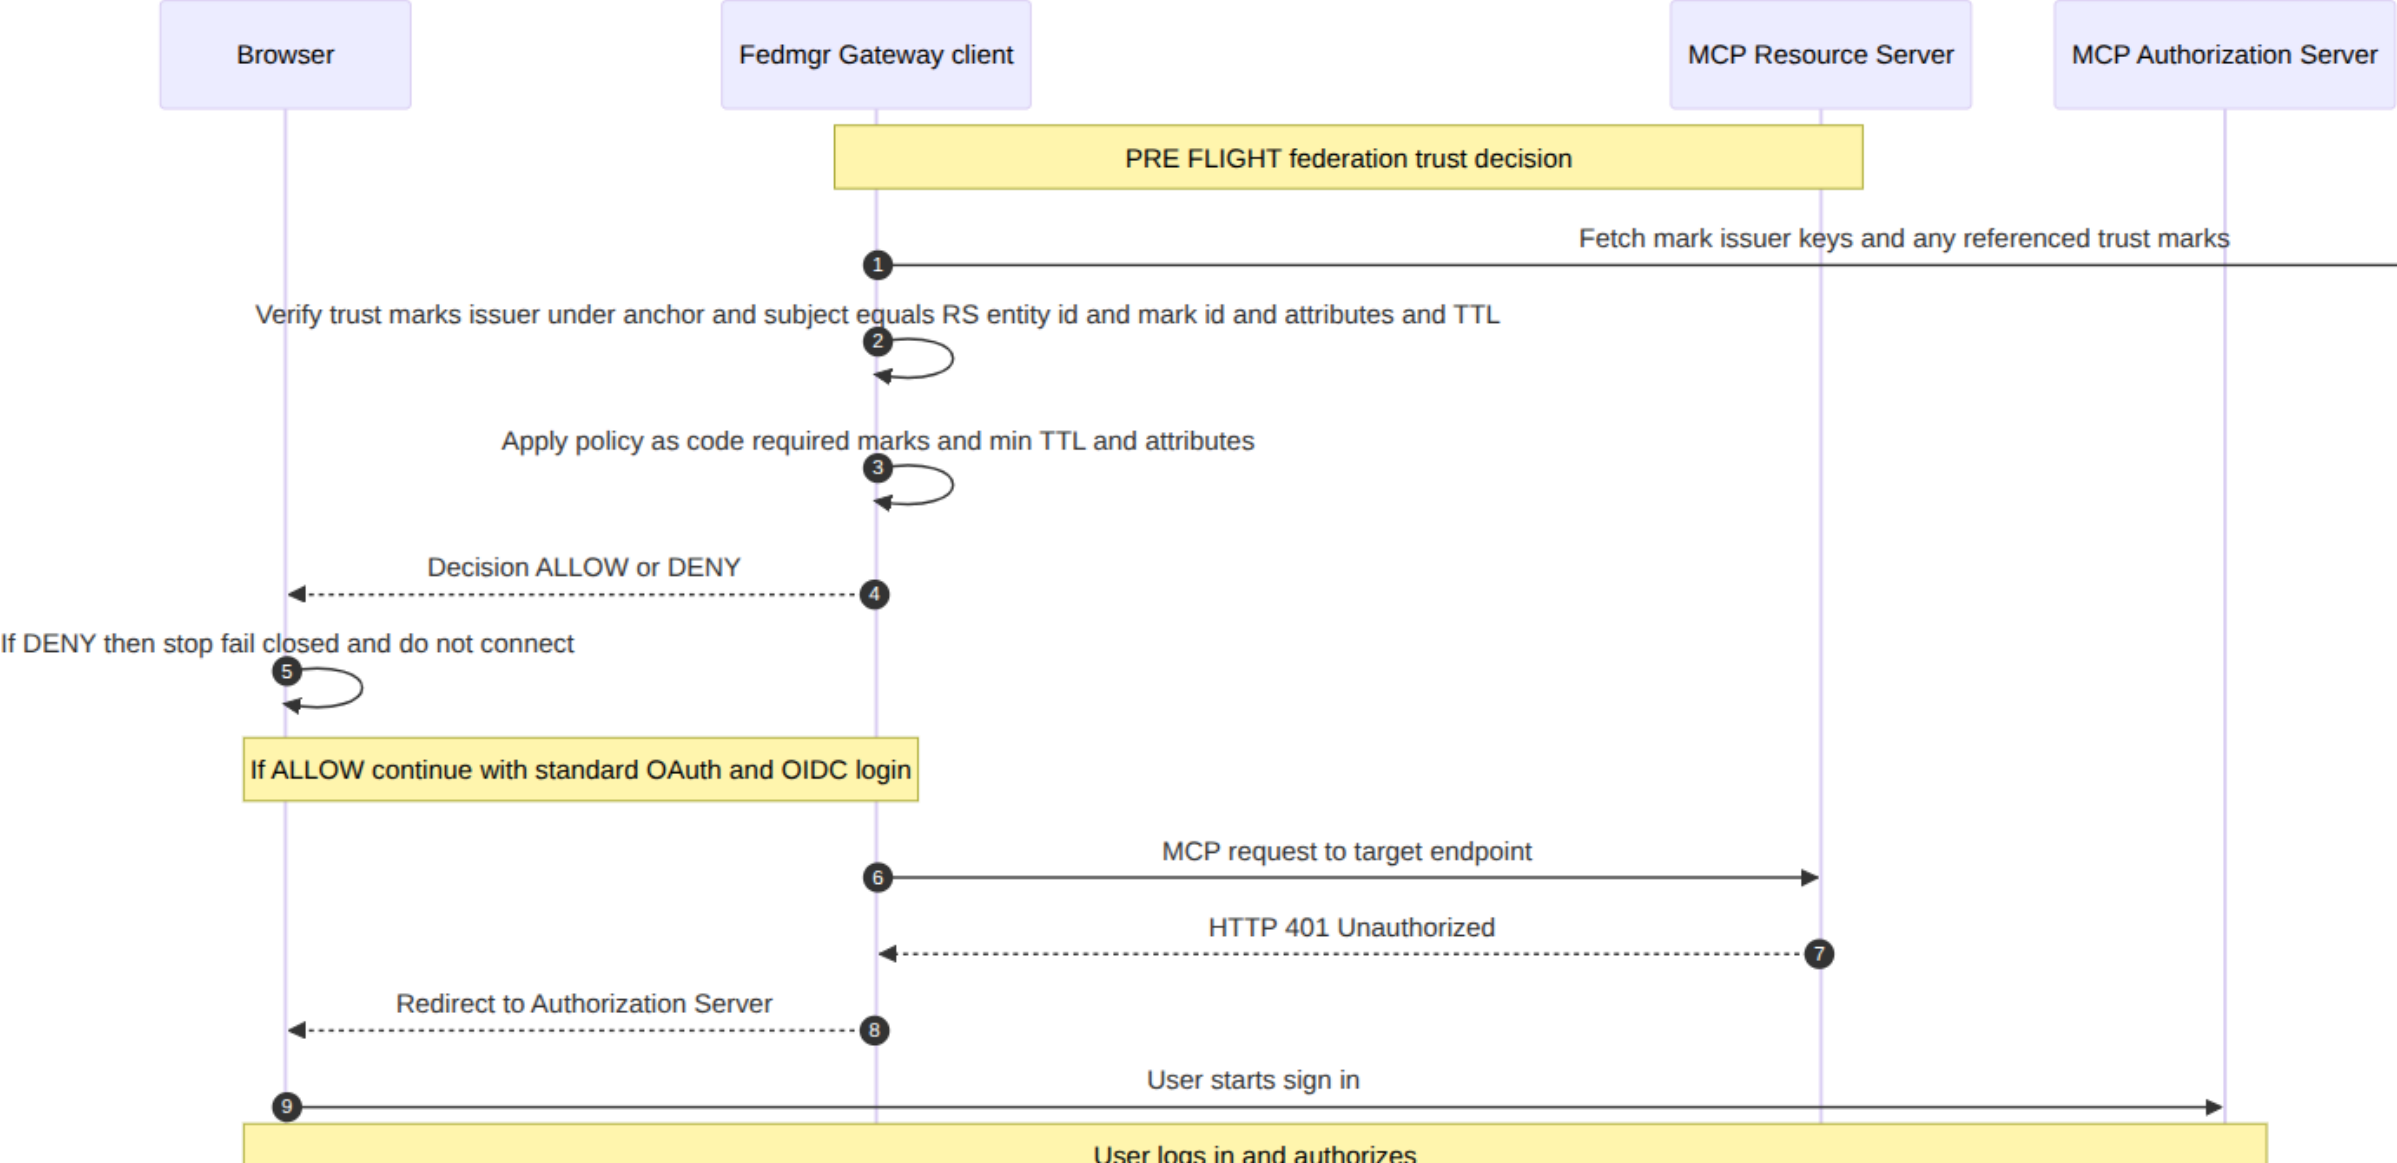 Browser
Fedmgr Gateway client
MCP Resource Server
MCP Authorization Server
PRE FLIGHT federation trust decision
Fetch mark issuer keys and any referenced trust marks
1
Verify trust marks issuer under anchor and subject equals RS entity id and mark id and attributes and TTL
2
Apply policy as code required marks and min TTL and attributes
3
Decision ALLOW or DENY
4
If DENY then stop fail closed and do not connect
5
If ALLOW continue with standard OAuth and OIDC login
MCP request to target endpoint
6
HTTP 401 Unauthorized
7
Redirect to Authorization Server
8
User starts sign in
9
User logs in and authorizes